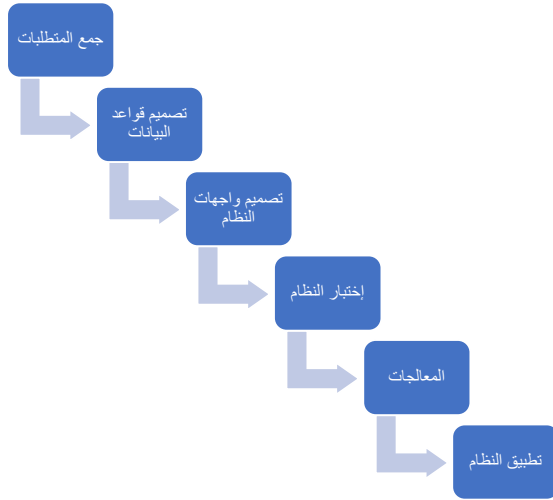 جمع المتطلبات
تصميم قواعد
البيانات
تصميم واجهات
النظام
إختبار النظام
المعالجات
تطبيق النظام